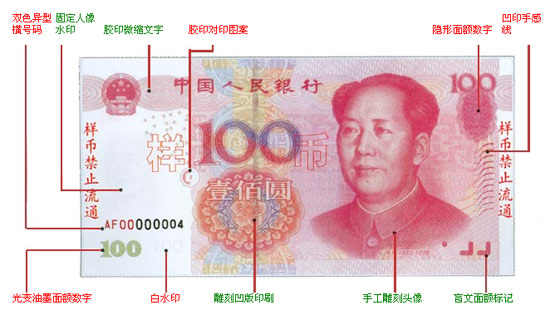 双色异型
横号码
固定人像
水印
胶印微缩文字
胶印对印图案
隐形面额数字
凹印手感
线
中国人民银行
100
样币禁止流通
样 100 币
壹佰圆
样币禁止流通
AF00000004
100
100
光变油墨面额数字
白水印
雕刻凹版印刷
手工雕刻头像
盲文面额标记